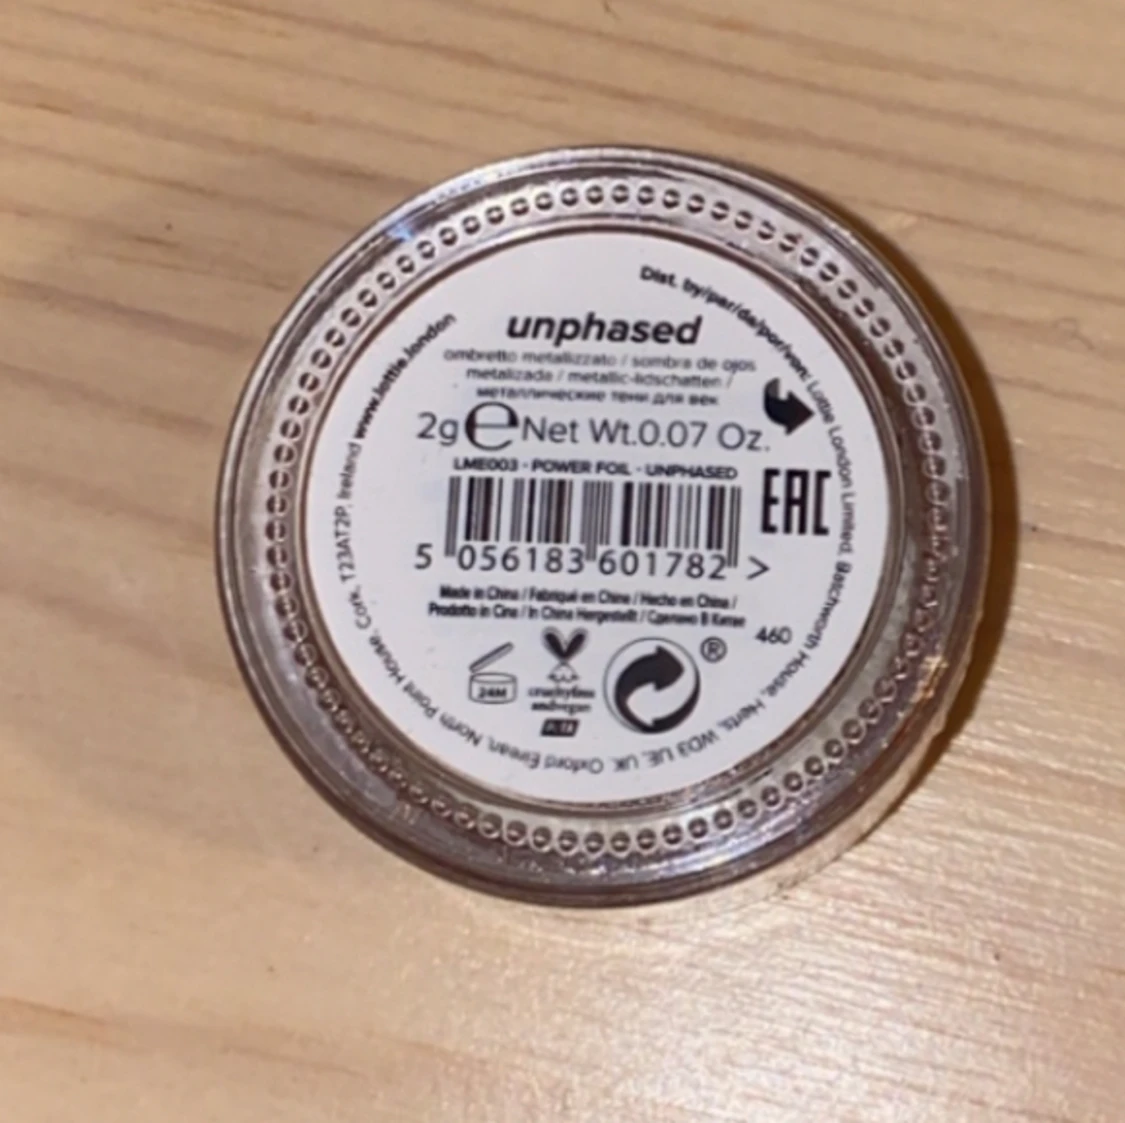 unphased
ombretto metallizzato / sombra de ojos
metalizada / metallic-lidschatten /
металлические тени для век
2g e Net Wt.0.07 Oz.
LME003 - POWER FOIL - UNPHASED
EAC
5 056183 601782 >
Made in China / Fabriqué en Chine / Hecho en China /
Prodotto in Cina / In China Hergestellt / Сделано В Китае
460
24M
crueltyfree
andvegan
PETA
®
Dist. by/par/da/por/von: Lottie London Limited, Batchworth House, Herts, WD3 1JE, UK. Oxford Eirean, North Point House, Cork, T23AT2P, Ireland www.lottie.london